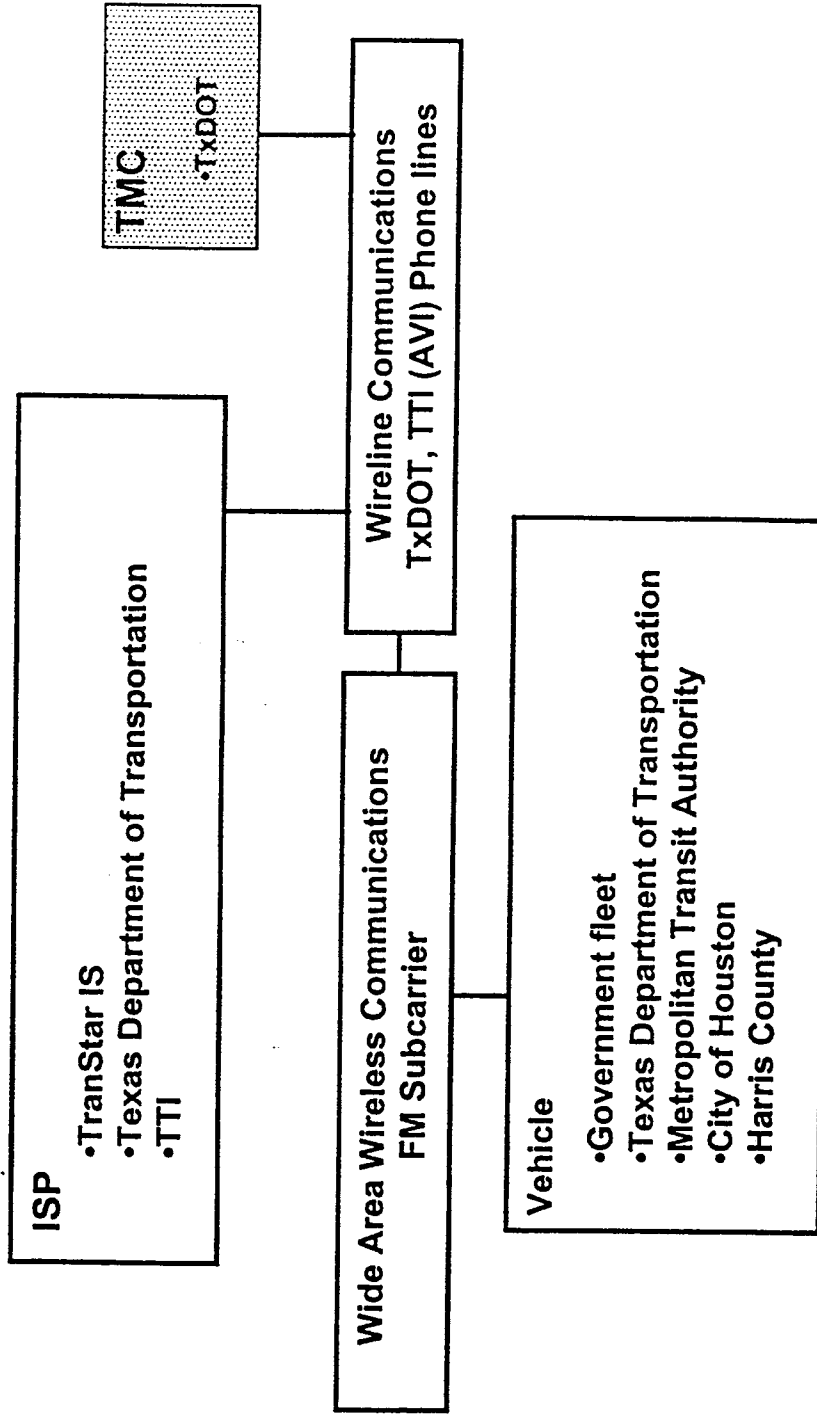 ISP
•TranStar IS
•Texas Department of Transportation
•TTI
TMC
•TxDOT
Wide Area Wireless Communications
FM Subcarrier
Wireline Communications
TxDOT, TTI (AVI) Phone lines
Vehicle
•Government fleet
•Texas Department of Transportation
•Metropolitan Transit Authority
•City of Houston
•Harris County